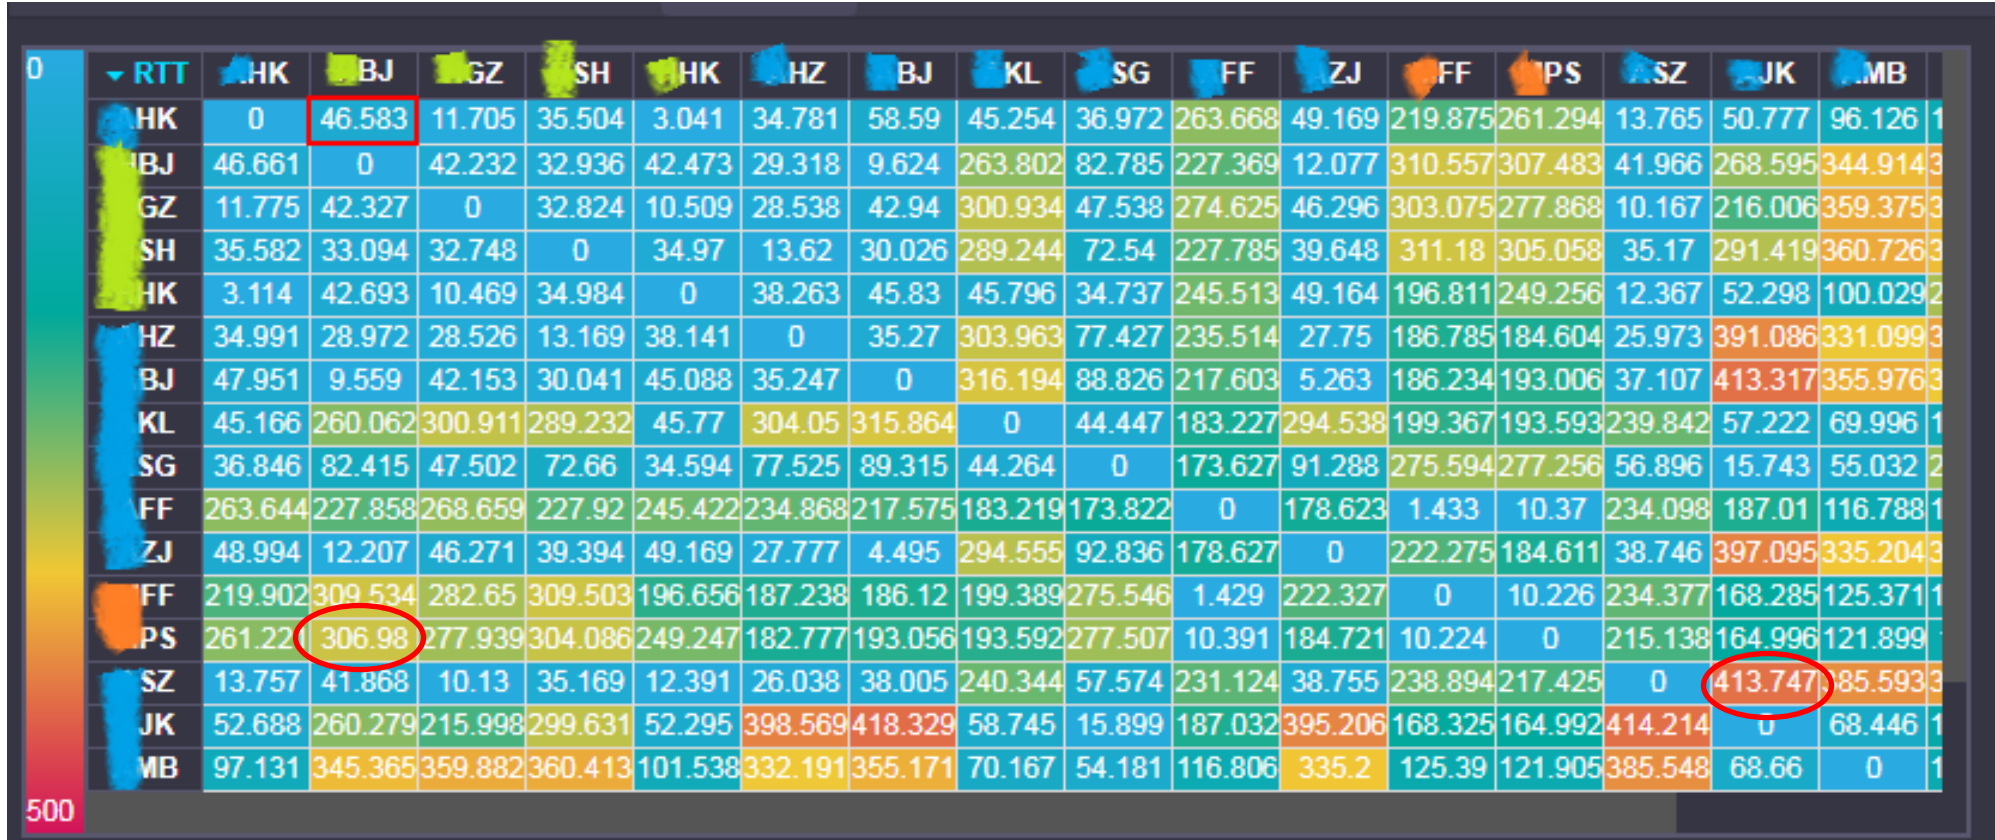 0
RTT HK BJ GZ SH HK HZ BJ KL SG FF ZJ FF PS SZ JK MB
HK 0 46.583 11.705 35.504 3.041 34.781 58.59 45.254 36.972 263.668 49.169 219.875 261.294 13.765 50.777 96.126 1
BJ 46.661 0 42.232 32.936 42.473 29.318 9.624 263.802 82.785 227.369 12.077 310.557 307.483 41.966 268.595 344.914 3
GZ 11.775 42.327 0 32.824 10.509 28.538 42.94 300.934 47.538 274.625 46.296 303.075 277.868 10.167 216.006 359.375 3
SH 35.582 33.094 32.748 0 34.97 13.62 30.026 289.244 72.54 227.785 39.648 311.18 305.058 35.17 291.419 360.726 3
HK 3.114 42.693 10.469 34.984 0 38.263 45.83 45.796 34.737 245.513 49.164 196.811 249.256 12.367 52.298 100.029 2
HZ 34.991 28.972 28.526 13.169 38.141 0 35.27 303.963 77.427 235.514 27.75 186.785 184.604 25.973 391.086 331.099 3
BJ 47.951 9.559 42.153 30.041 45.088 35.247 0 316.194 88.826 217.603 5.263 186.234 193.006 37.107 413.317 355.976 3
KL 45.166 260.062 300.911 289.232 45.77 304.05 315.864 0 44.447 183.227 294.538 199.367 193.593 239.842 57.222 69.996 1
SG 36.846 82.415 47.502 72.66 34.594 77.525 89.315 44.264 0 173.627 91.288 275.594 277.256 56.896 15.743 55.032 2
FF 263.644 227.858 268.659 227.92 245.422 234.868 217.575 183.219 173.822 0 178.623 1.433 10.37 234.098 187.01 116.788 1
ZJ 48.994 12.207 46.271 39.394 49.169 27.777 4.495 294.555 92.836 178.627 0 222.275 184.611 38.746 397.095 335.204 3
FF 219.902 309.534 282.65 309.503 196.656 187.238 186.12 199.389 275.546 1.429 222.327 0 10.226 234.377 168.285 125.371 1
PS 261.22 306.98 277.939 304.086 249.247 182.777 193.056 193.592 277.507 10.391 184.721 10.224 0 215.138 164.996 121.899
SZ 13.757 41.868 10.13 35.169 12.391 26.038 38.005 240.344 57.574 231.124 38.755 238.894 217.425 0 413.747 385.593 3
JK 52.688 260.279 215.998 299.631 52.295 398.569 418.329 58.745 15.899 187.032 395.206 168.325 164.992 414.214 0 68.446 1
MB 97.131 345.365 359.882 360.413 101.538 332.191 355.171 70.167 54.181 116.806 335.2 125.39 121.905 385.548 68.66 0 1
500